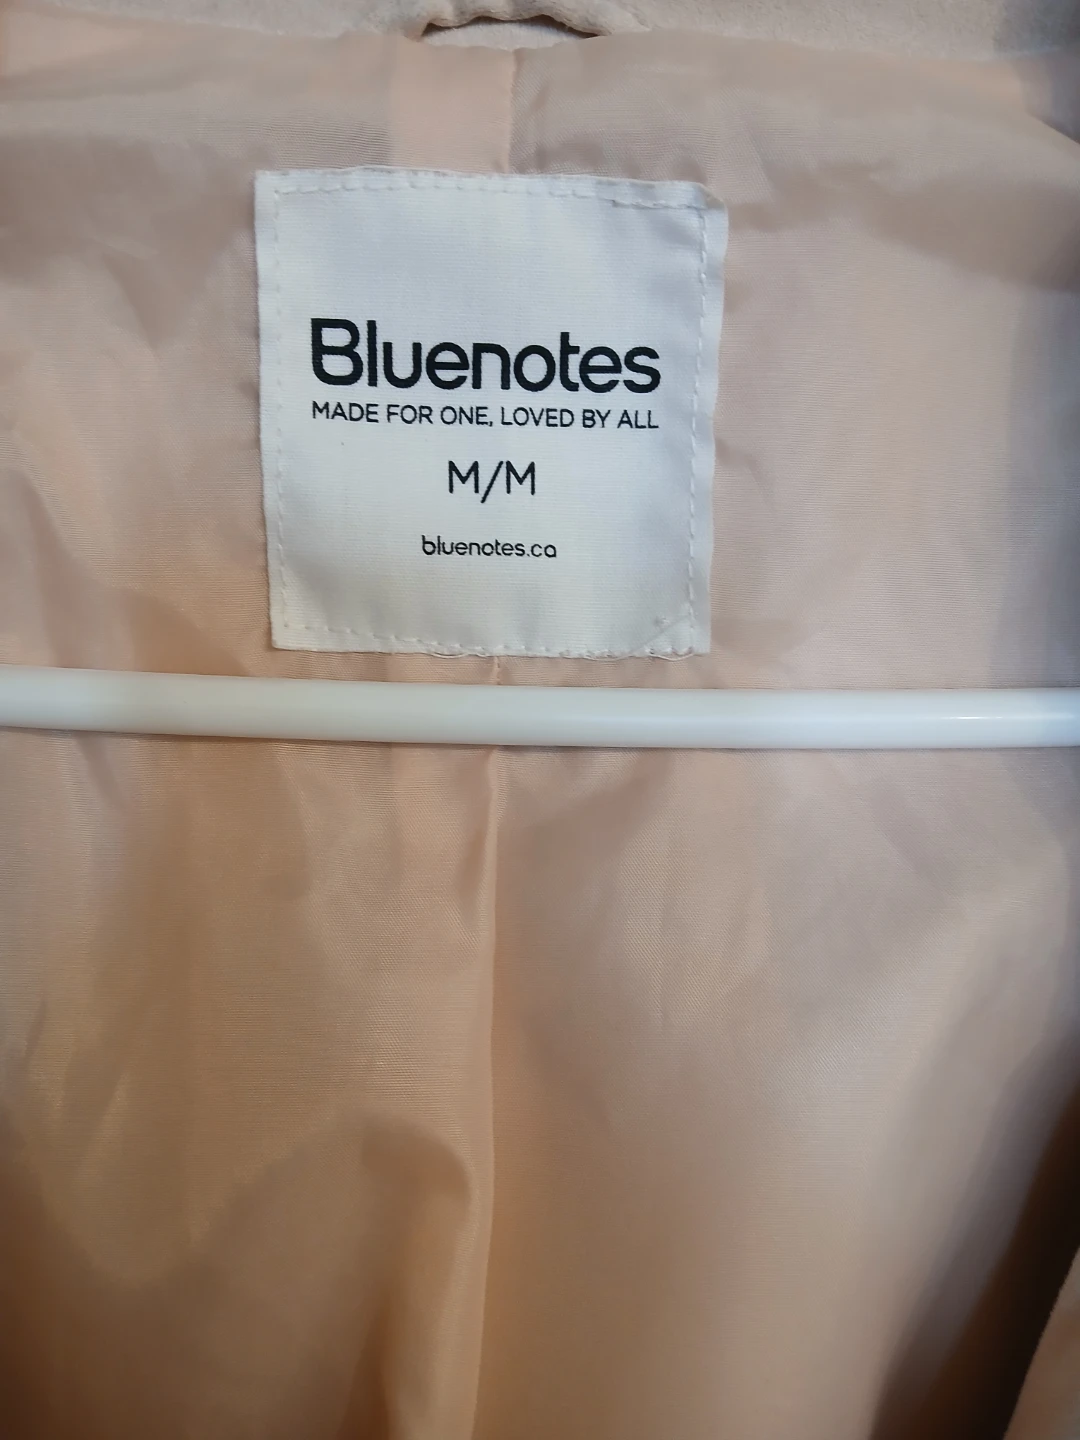 Bluenotes
MADE FOR ONE, LOVED BY ALL
M/M
bluenotes.ca